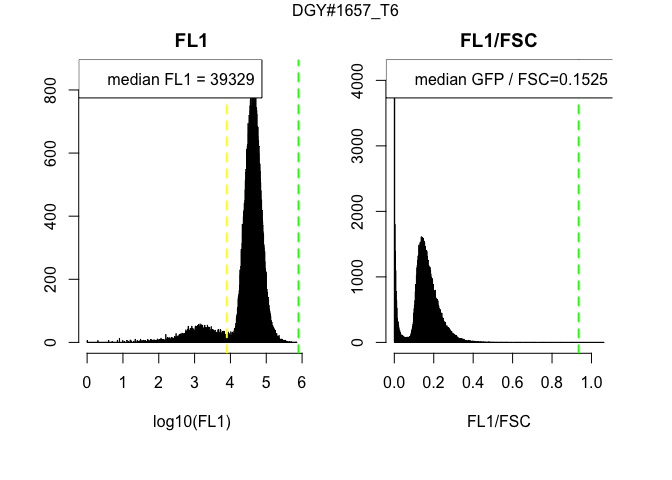 DGY#1657_T6
FL1
median FL1 = 39329
800
600
400
200
0
0 1 2 3 4 5 6
log10(FL1)
FL1/FSC
median GFP / FSC=0.1525
4000
3000
2000
1000
0
0.0 0.2 0.4 0.6 0.8 1.0
FL1/FSC